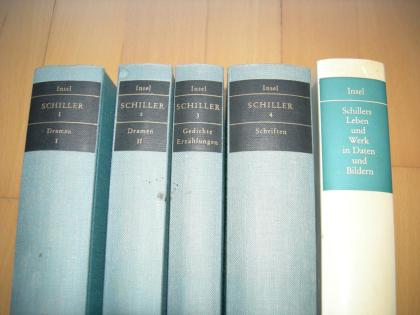 Insel
SCHILLER
1
Dramen
I
Insel
SCHILLER
2
Dramen
II
Insel
SCHILLER
3
Gedichte
Erzählungen
Insel
SCHILLER
4
Schriften
Insel
Schillers
Leben
und
Werk
in Daten
und
Bildern